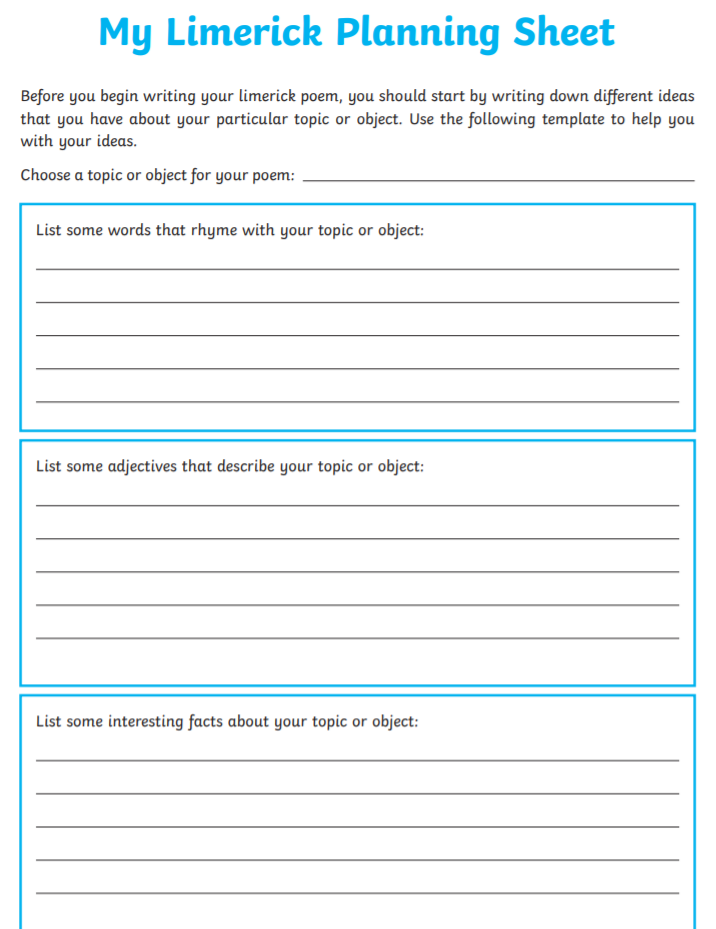 My Limerick Planning Sheet
Before you begin writing your limerick poem, you should start by writing down different ideas
that you have about your particular topic or object. Use the following template to help you
with your ideas.
Choose a topic or object for your poem:
List some words that rhyme with your topic or object:
List some adjectives that describe your topic or object:
List some interesting facts about your topic or object: